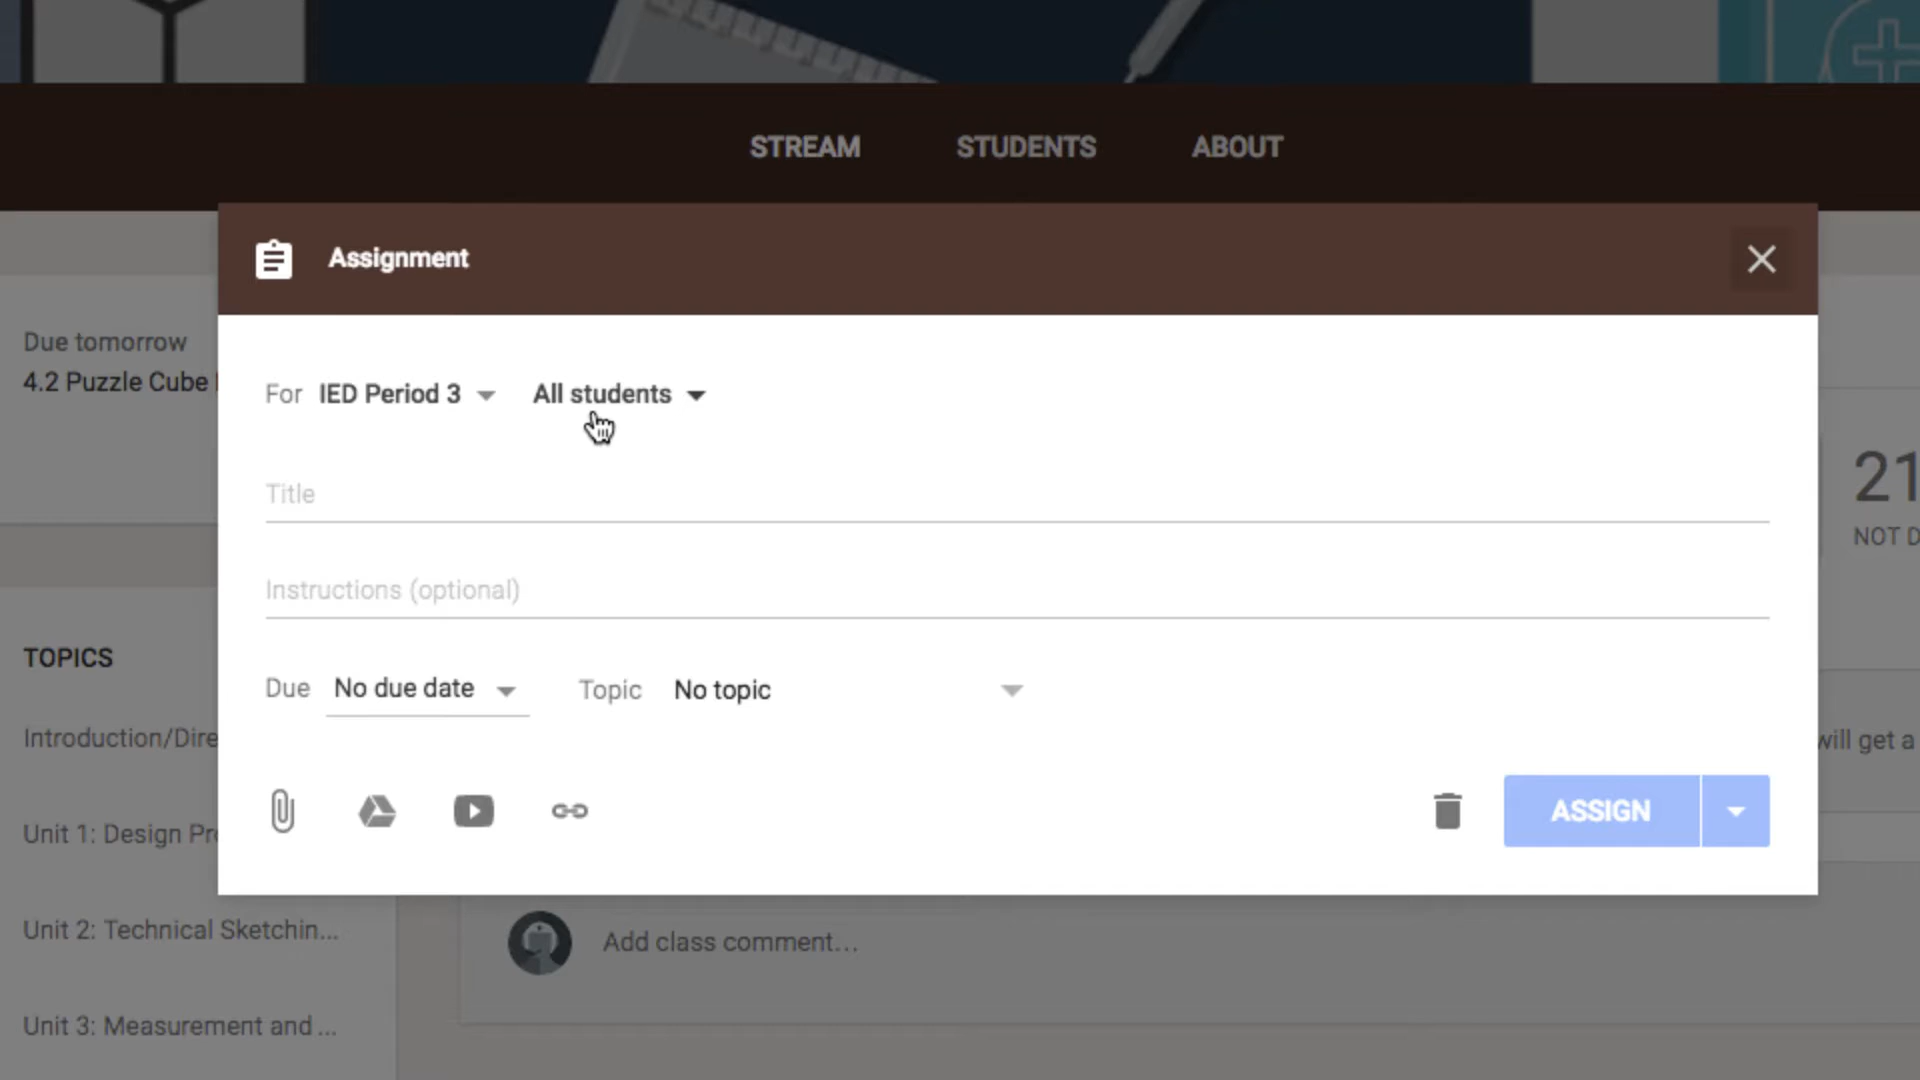 STREAM STUDENTS ABOUT
Assignment
Due tomorrow
4.2 Puzzle Cube
For IED Period 3 All students
Title
21
NOT D
Instructions (optional)
TOPICS
Due No due date Topic No topic
Introduction/Dire
will get a
Unit 1: Design Pr
ASSIGN
Unit 2: Technical Sketchin...
Add class comment...
Unit 3: Measurement and ...